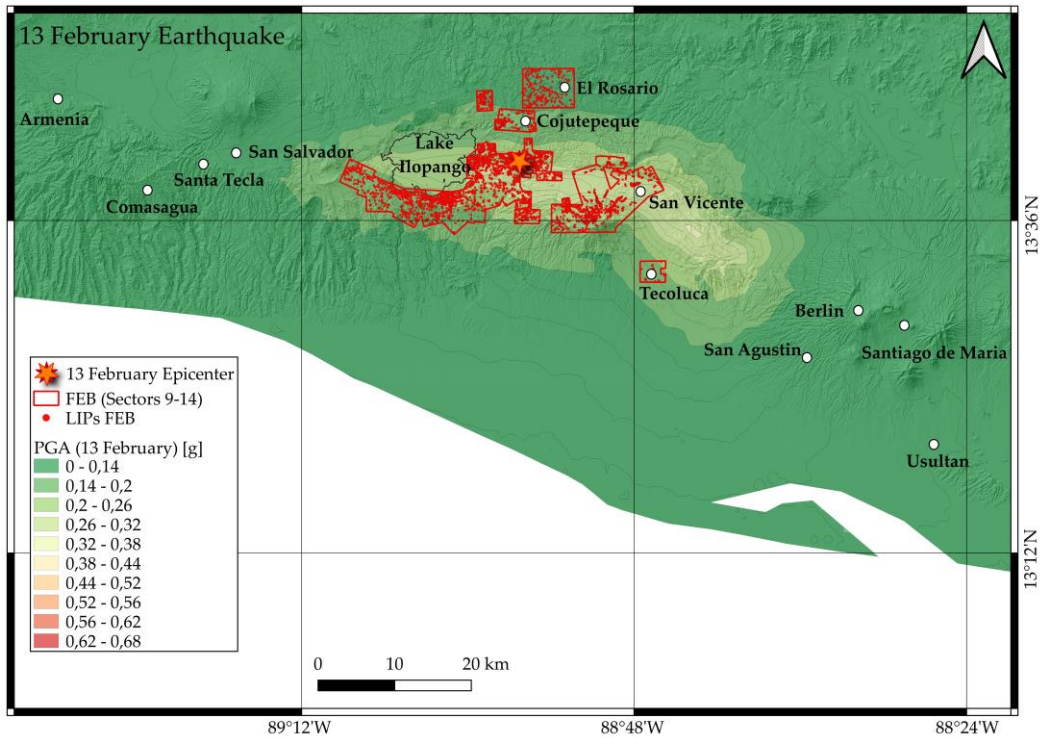 13 February Earthquake
El Rosario
Armenia
Cojutepeque
Lake
Ilopango
San Salvador
Santa Tecla
Comasagua
San Vicente
13°36'N
Tecoluca
Berlin
Santiago de Maria
San Agustin
Usultan
13 February Epicenter
FEB (Sectors 9-14)
LIPs FEB
PGA (13 February) [g]
0 - 0,14
0,14 - 0,2
0,2 - 0,26
0,26 - 0,32
0,32 - 0,38
0,38 - 0,44
0,44 - 0,52
0,52 - 0,56
0,56 - 0,62
0,62 - 0,68
13°12'N
0 10 20 km
89°12'W 88°48'W 88°24'W